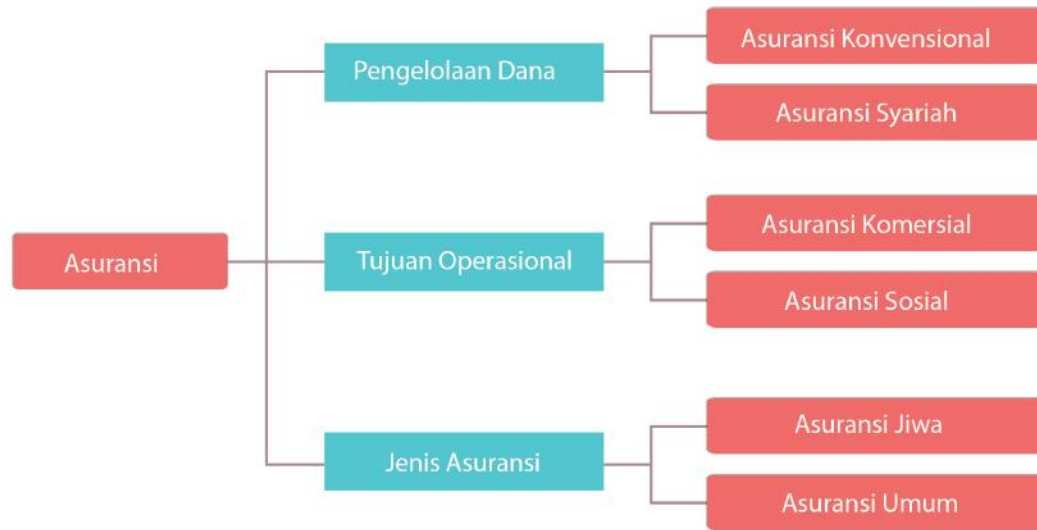 Asuransi
Pengelolaan Dana
Asuransi Konvensional
Asuransi Syariah
Tujuan Operasional
Asuransi Komersial
Asuransi Sosial
Jenis Asuransi
Asuransi Jiwa
Asuransi Umum